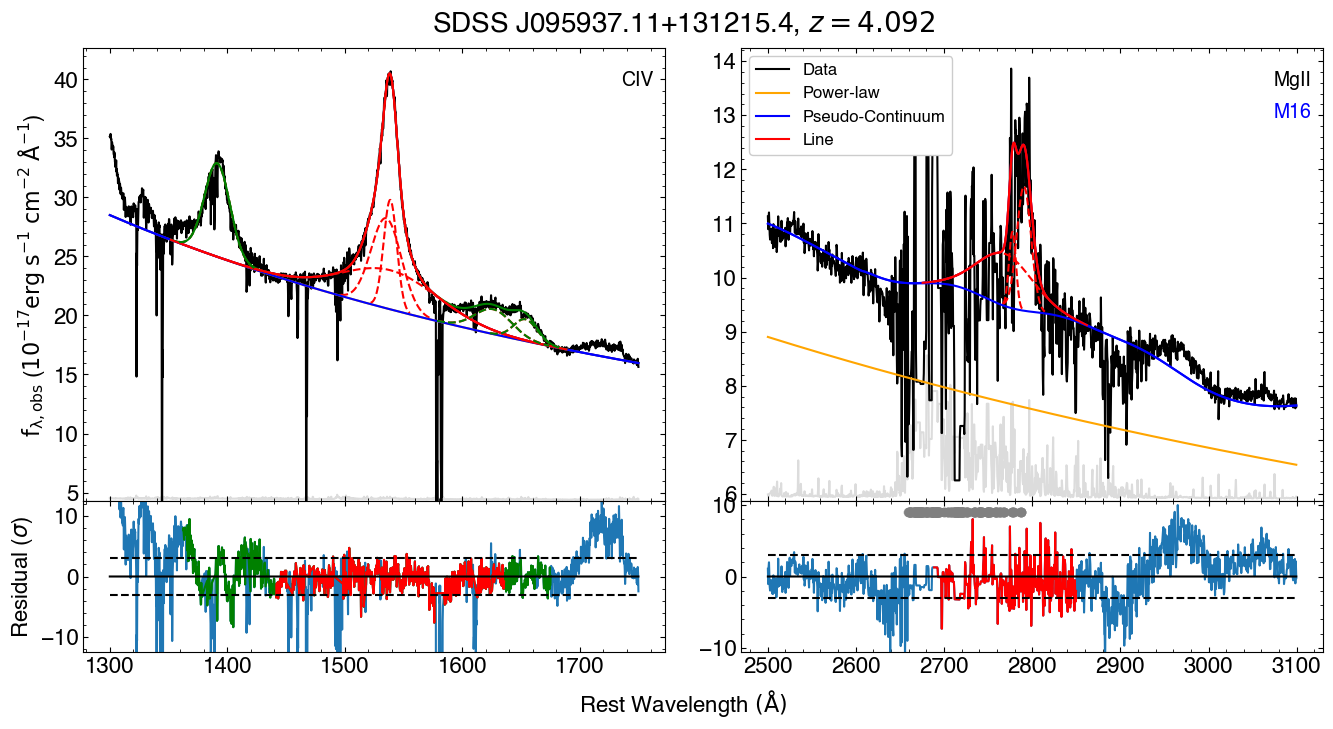 SDSS J095937.11+131215.4, z = 4.092
f_λ,obs (10^−17 erg s^−1 cm^−2 Å^−1)
40
35
30
25
20
15
10
5
CIV
14
13
12
11
10
9
8
7
6
Data
Power-law
Pseudo-Continuum
Line
MgII
M16
Residual (σ)
10
0
−10
1300 1400 1500 1600 1700
10
0
−10
2500 2600 2700 2800 2900 3000 3100
Rest Wavelength (Å)